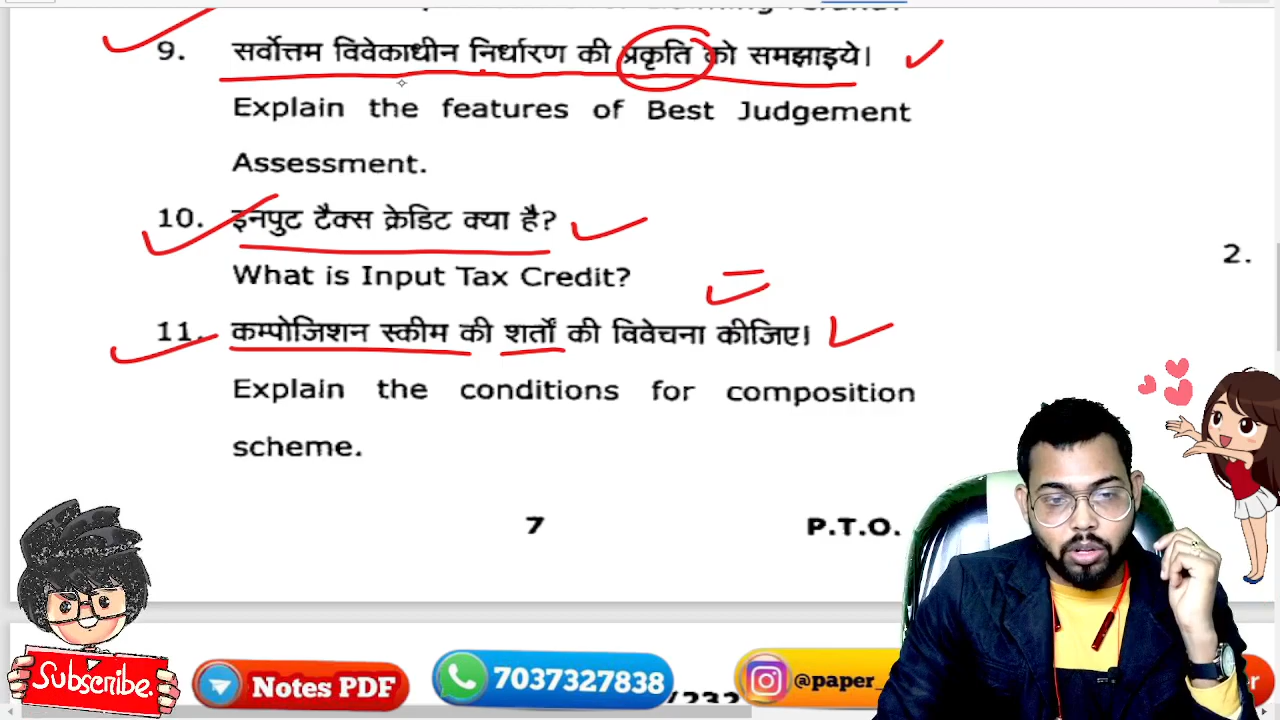 9. सर्वोत्तम विवेकाधीन निर्धारण की प्रकृति को समझाइये।
Explain the features of Best Judgement
Assessment.
10. इनपुट टैक्स क्रेडिट क्या है?
What is Input Tax Credit?
2.
11. कम्पोजिशन स्कीम की शर्तों की विवेचना कीजिए।
Explain the conditions for composition
scheme.
7 P.T.O.
Subscribe
Notes PDF
7037327838
@paper_